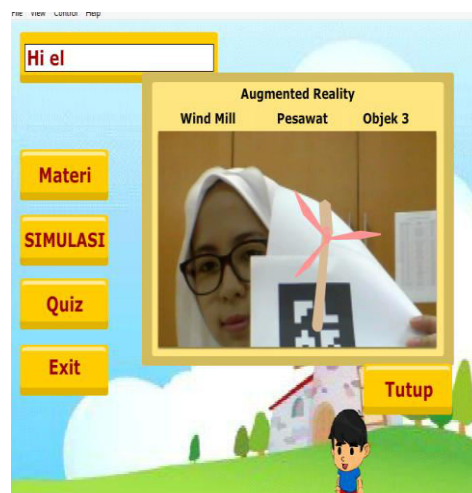 File View Control Help
Hi el
Augmented Reality
Wind Mill Pesawat Objek 3
Materi
SIMULASI
Quiz
Exit
Tutup